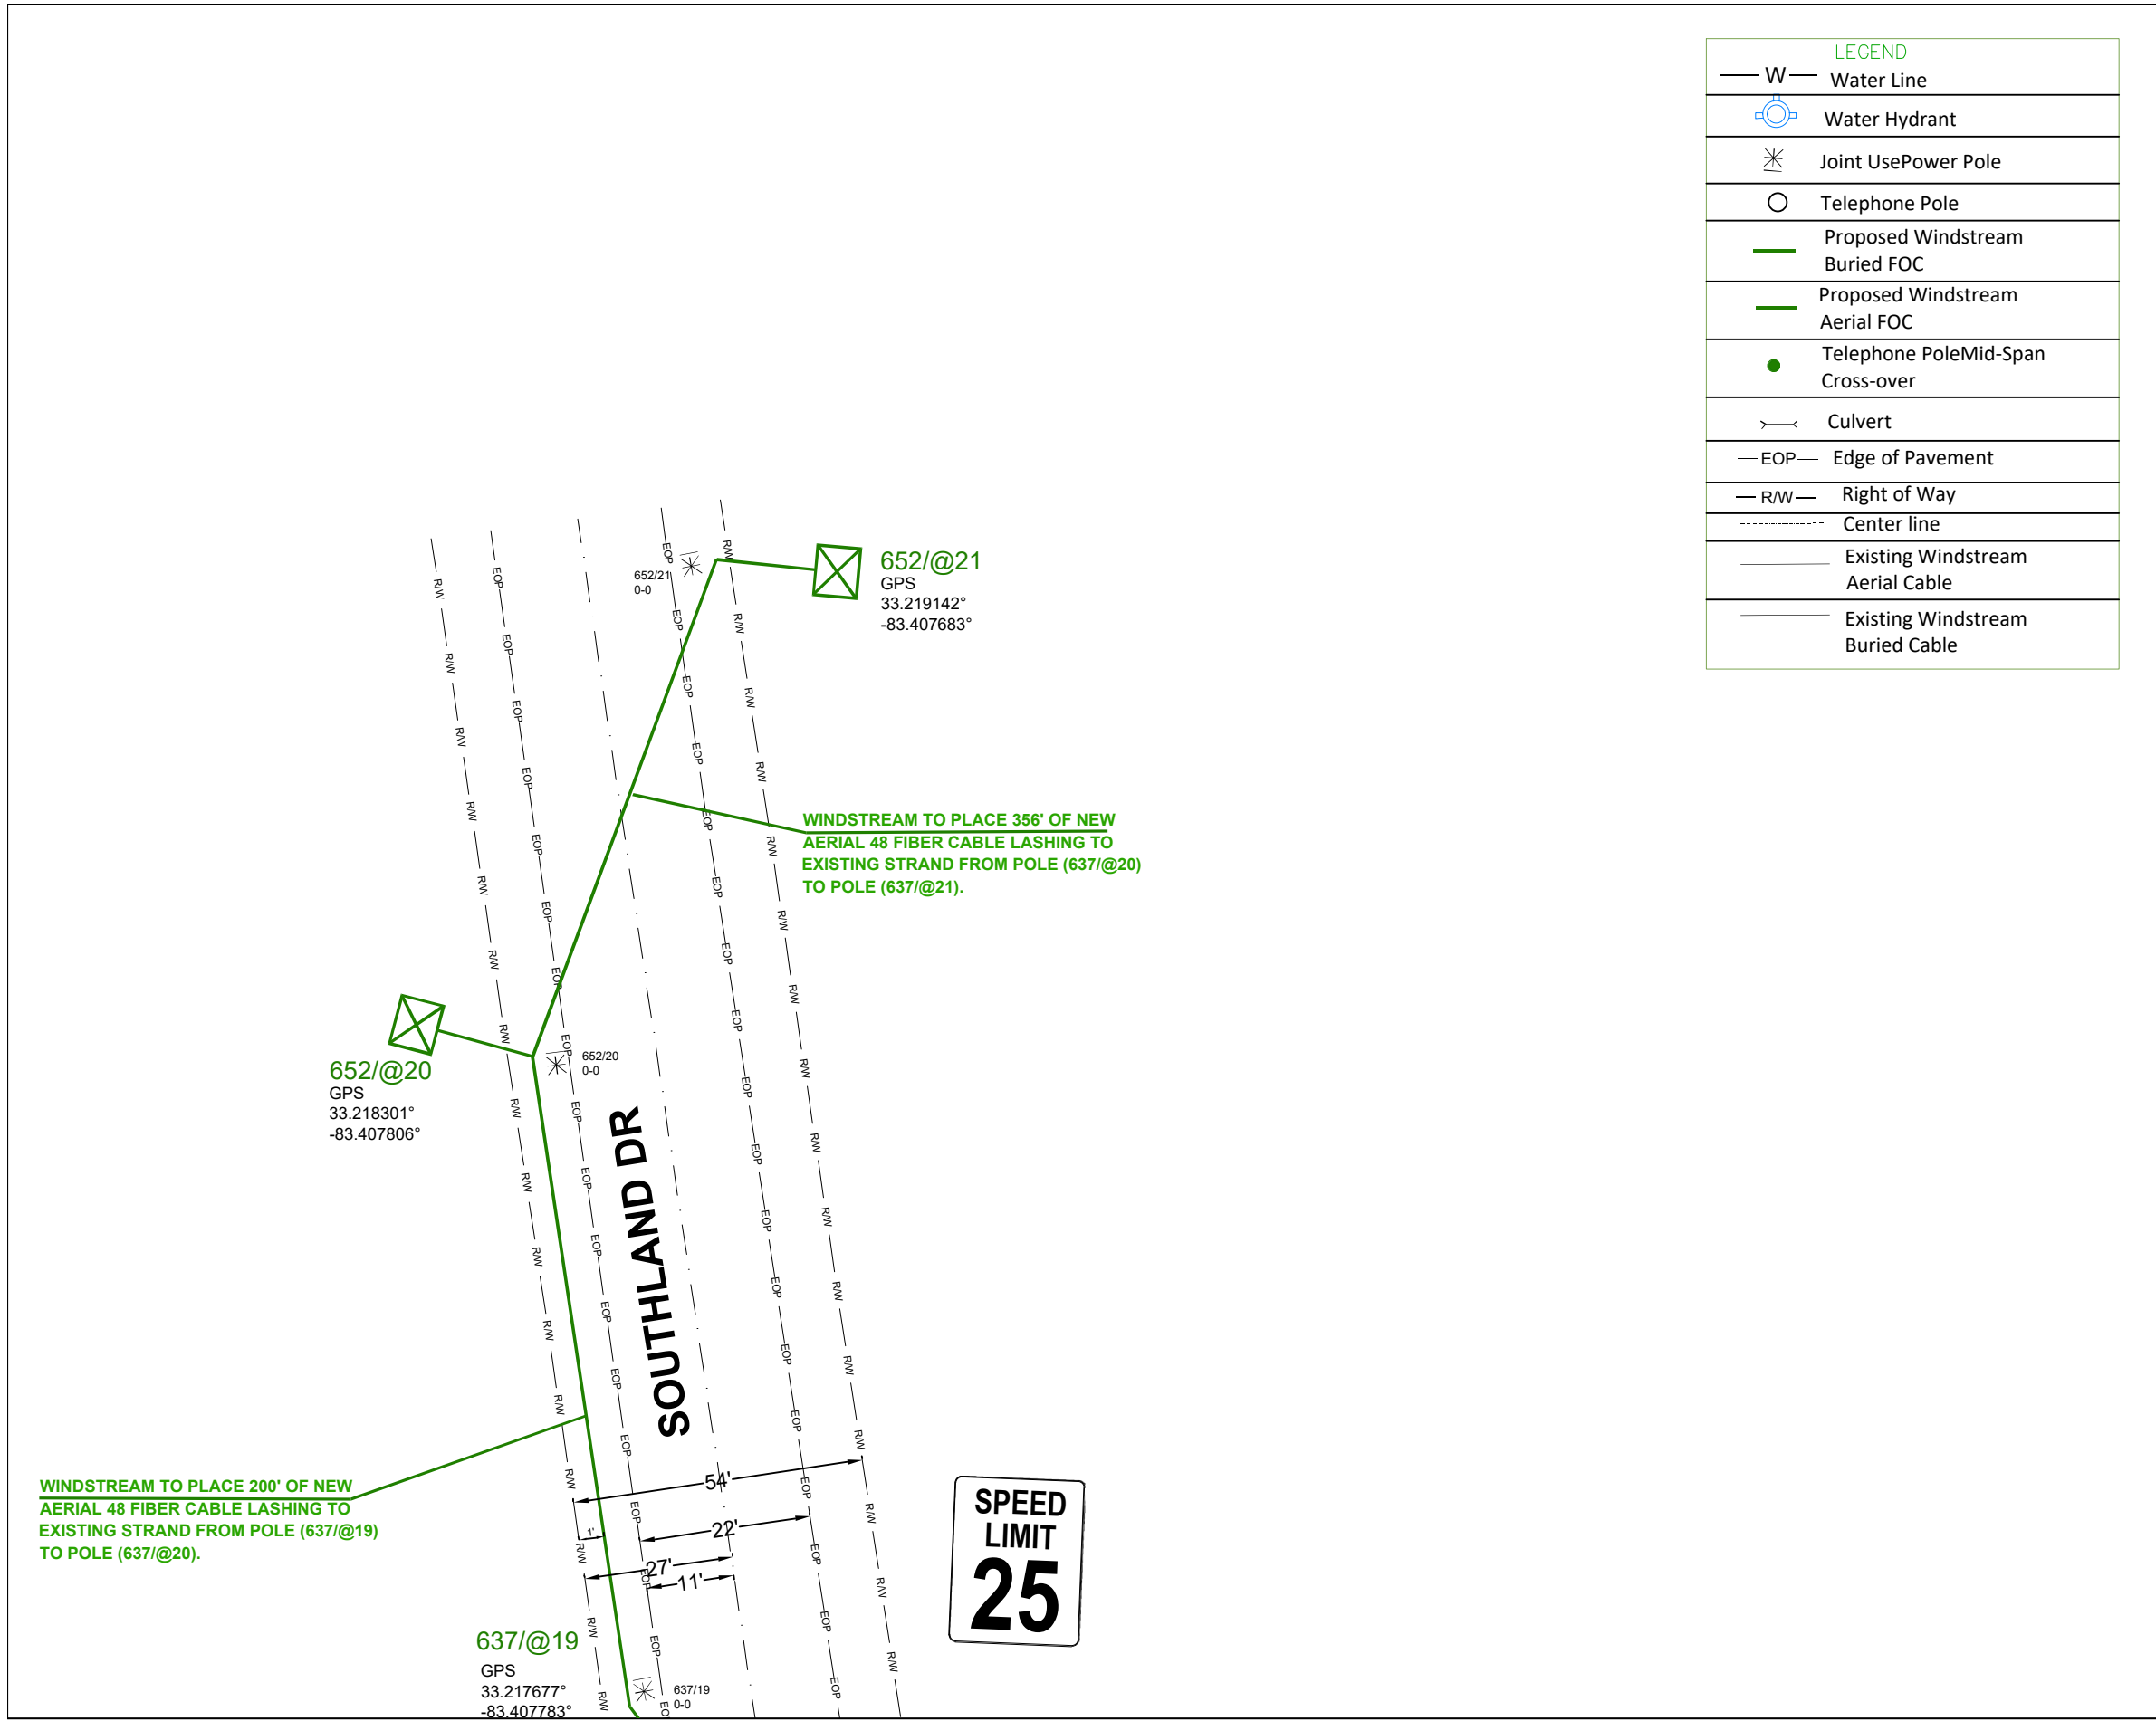 LEGEND
W Water Line
Water Hydrant
Joint UsePower Pole
Telephone Pole
Proposed Windstream
Buried FOC
Proposed Windstream
Aerial FOC
Telephone PoleMid-Span
Cross-over
Culvert
EOP Edge of Pavement
R/W Right of Way
Center line
Existing Windstream
Aerial Cable
Existing Windstream
Buried Cable
652/@21
GPS
33.219142°
-83.407683°
652/21
0-0
WINDSTREAM TO PLACE 356' OF NEW
AERIAL 48 FIBER CABLE LASHING TO
EXISTING STRAND FROM POLE (637/@20)
TO POLE (637/@21).
652/@20
GPS
33.218301°
-83.407806°
652/20
0-0
SOUTHLAND DR
WINDSTREAM TO PLACE 200' OF NEW
AERIAL 48 FIBER CABLE LASHING TO
EXISTING STRAND FROM POLE (637/@19)
TO POLE (637/@20).
54'
22'
27'
11'
SPEED
LIMIT
25
637/@19
GPS
33.217677°
-83.407783°
637/19
0-0
R/W
EOP
EOP
R/W